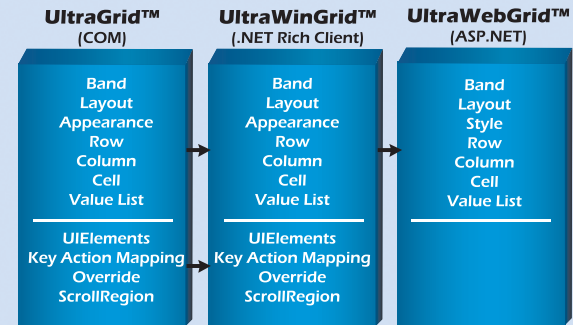 UltraGrid™
(COM)
Band
Layout
Appearance
Row
Column
Cell
Value List
UIElements
Key Action Mapping
Override
ScrollRegion
UltraWinGrid™
(.NET Rich Client)
Band
Layout
Appearance
Row
Column
Cell
Value List
UIElements
Key Action Mapping
Override
ScrollRegion
UltraWebGrid™
(ASP.NET)
Band
Layout
Style
Row
Column
Cell
Value List